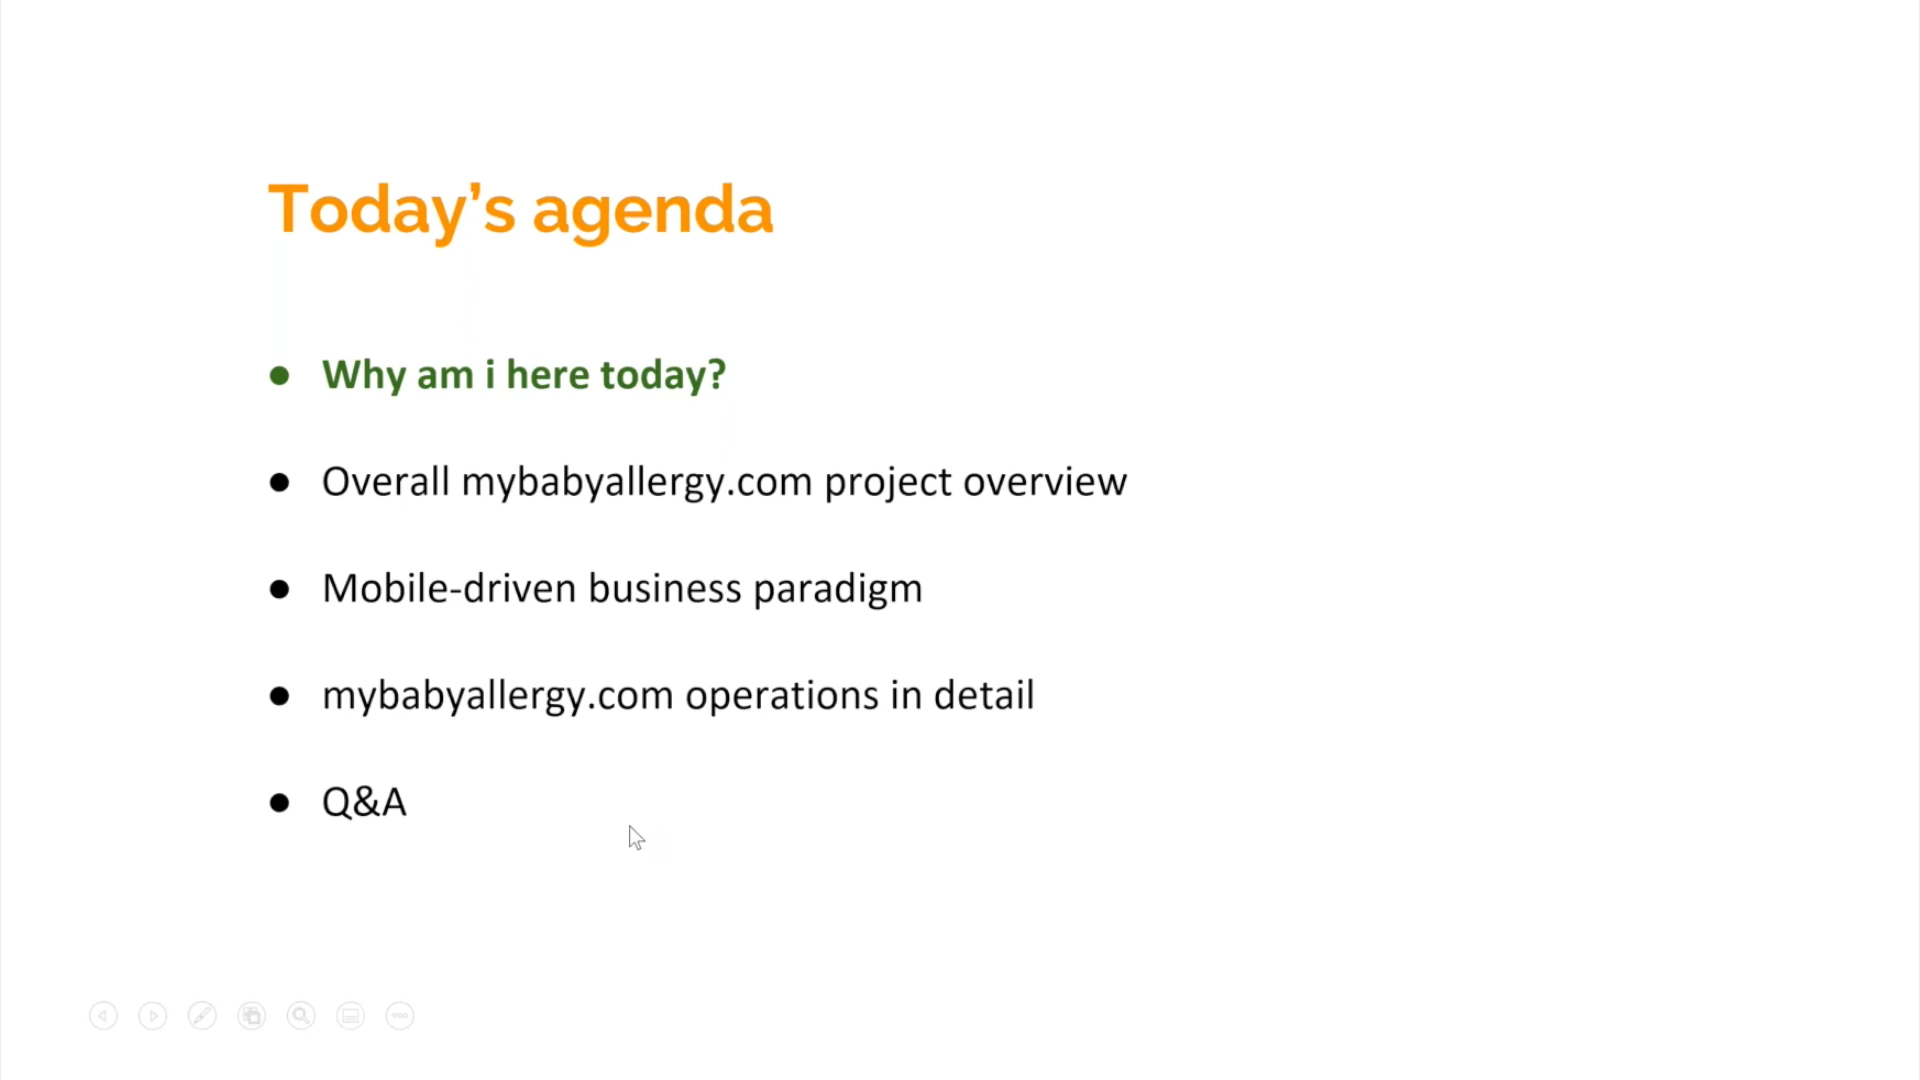 Today’s agenda
● Why am i here today?
● Overall mybabyallergy.com project overview
● Mobile-driven business paradigm
● mybabyallergy.com operations in detail
● Q&A